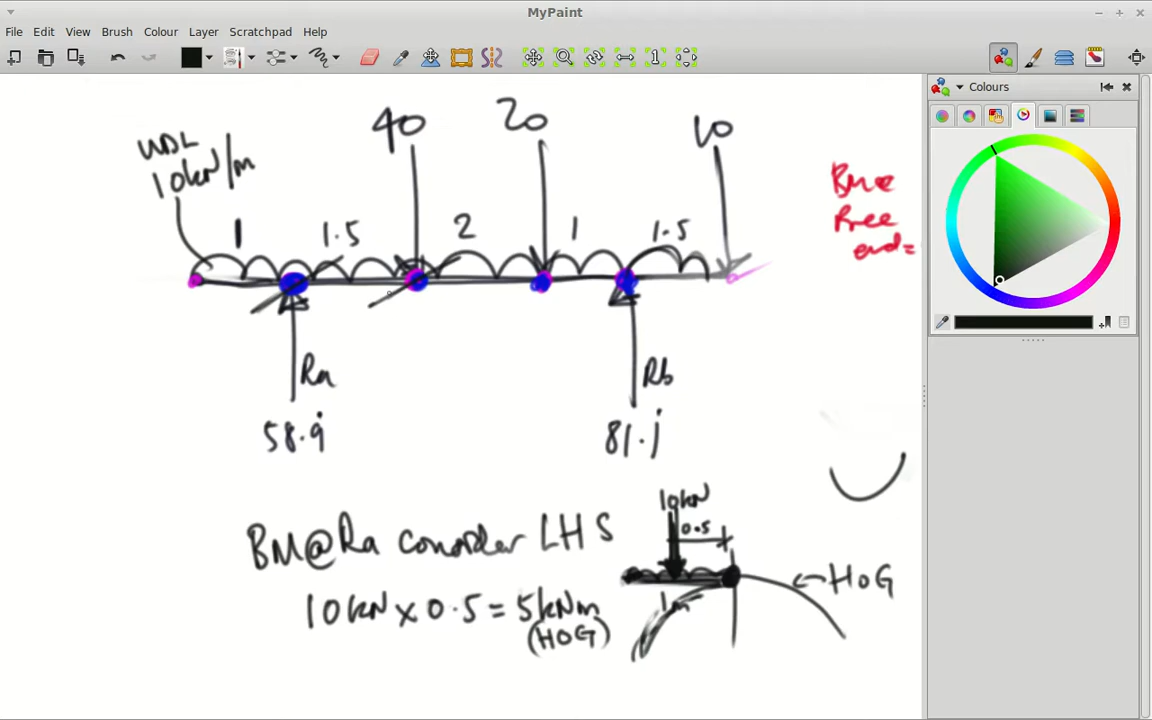 MyPaint
File Edit View Brush Colour Layer Scratchpad Help
Colours
UDL
10kN/m
40
20
10
1
1.5
2
1
1.5
BM@
Free
end=
Ra
Rb
58.9
81.1
BM@Ra consider LHS
10kN x 0.5 = 5kNm
(HOG)
10kN
0.5
1m
←HOG